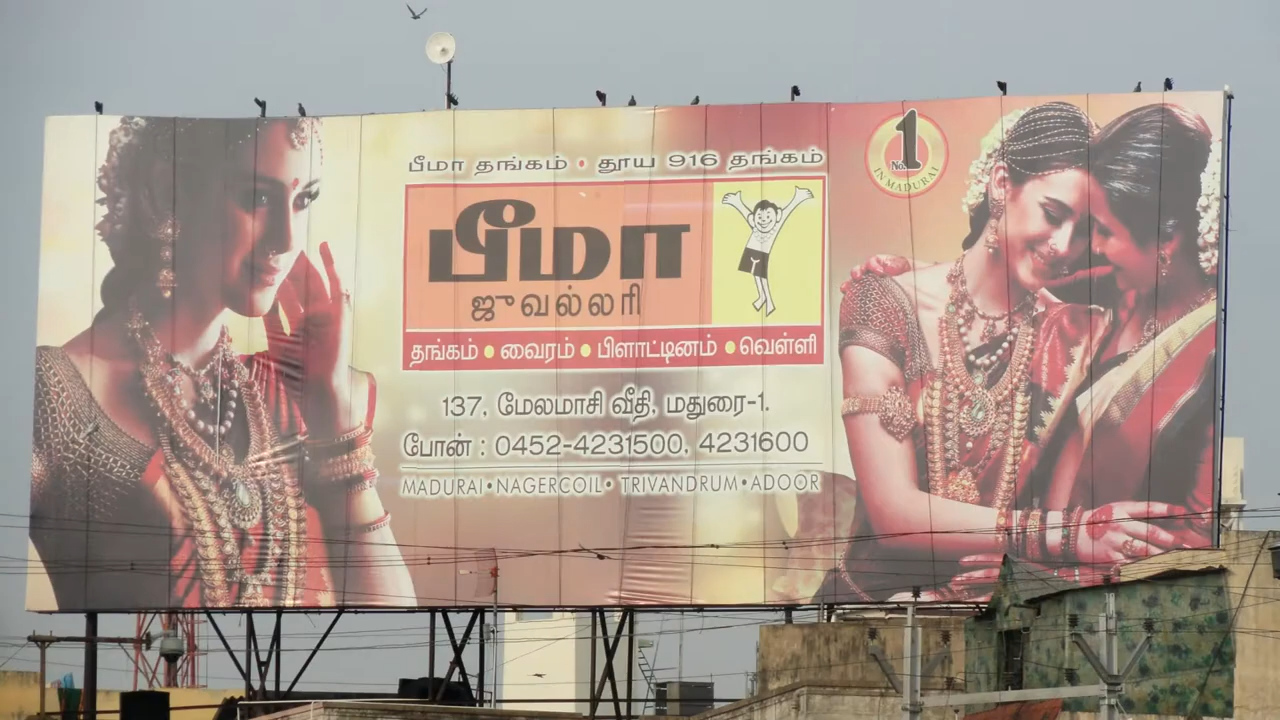 பீமா தங்கம் • தூய 916 தங்கம்
பீமா
ஜுவல்லரி
தங்கம் • வைரம் • பிளாட்டினம் • வெள்ளி
137, மேலமாசி வீதி, மதுரை-1.
போன் : 0452-4231500, 4231600
MADURAI • NAGERCOIL • TRIVANDRUM • ADOOR
No. 1
IN MADURAI